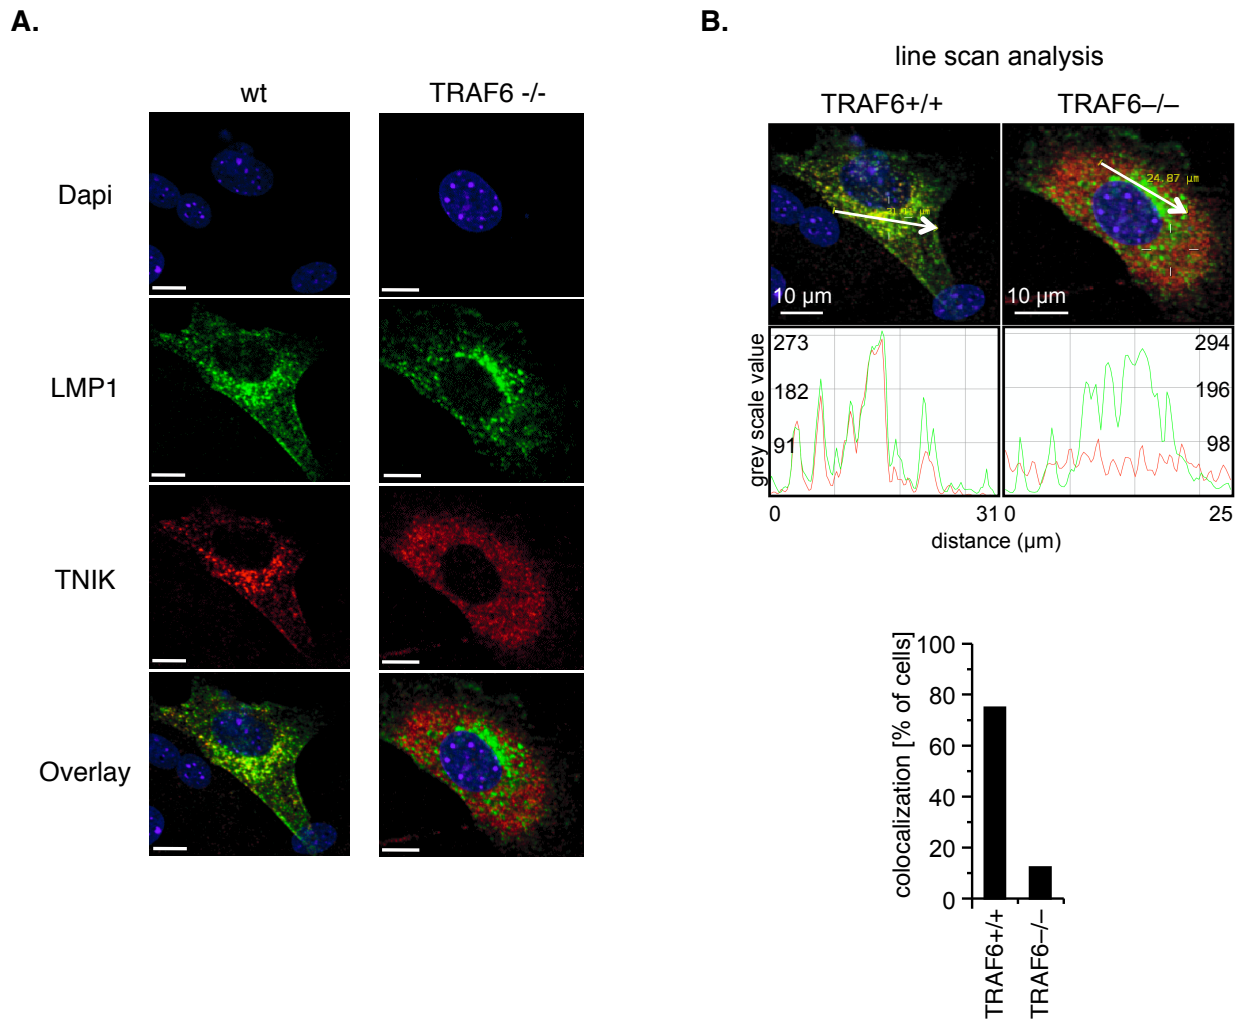 A.
wt
TRAF6 -/-
Dapi
LMP1
TNIK
Overlay
B.
line scan analysis
TRAF6+/+
TRAF6–/–
24.87 µm
10 µm
10 µm
grey scale value
273
182
91
294
196
98
0
31
0
25
distance (µm)
colocalization [% of cells]
100
80
60
40
20
0
TRAF6+/+
TRAF6–/–